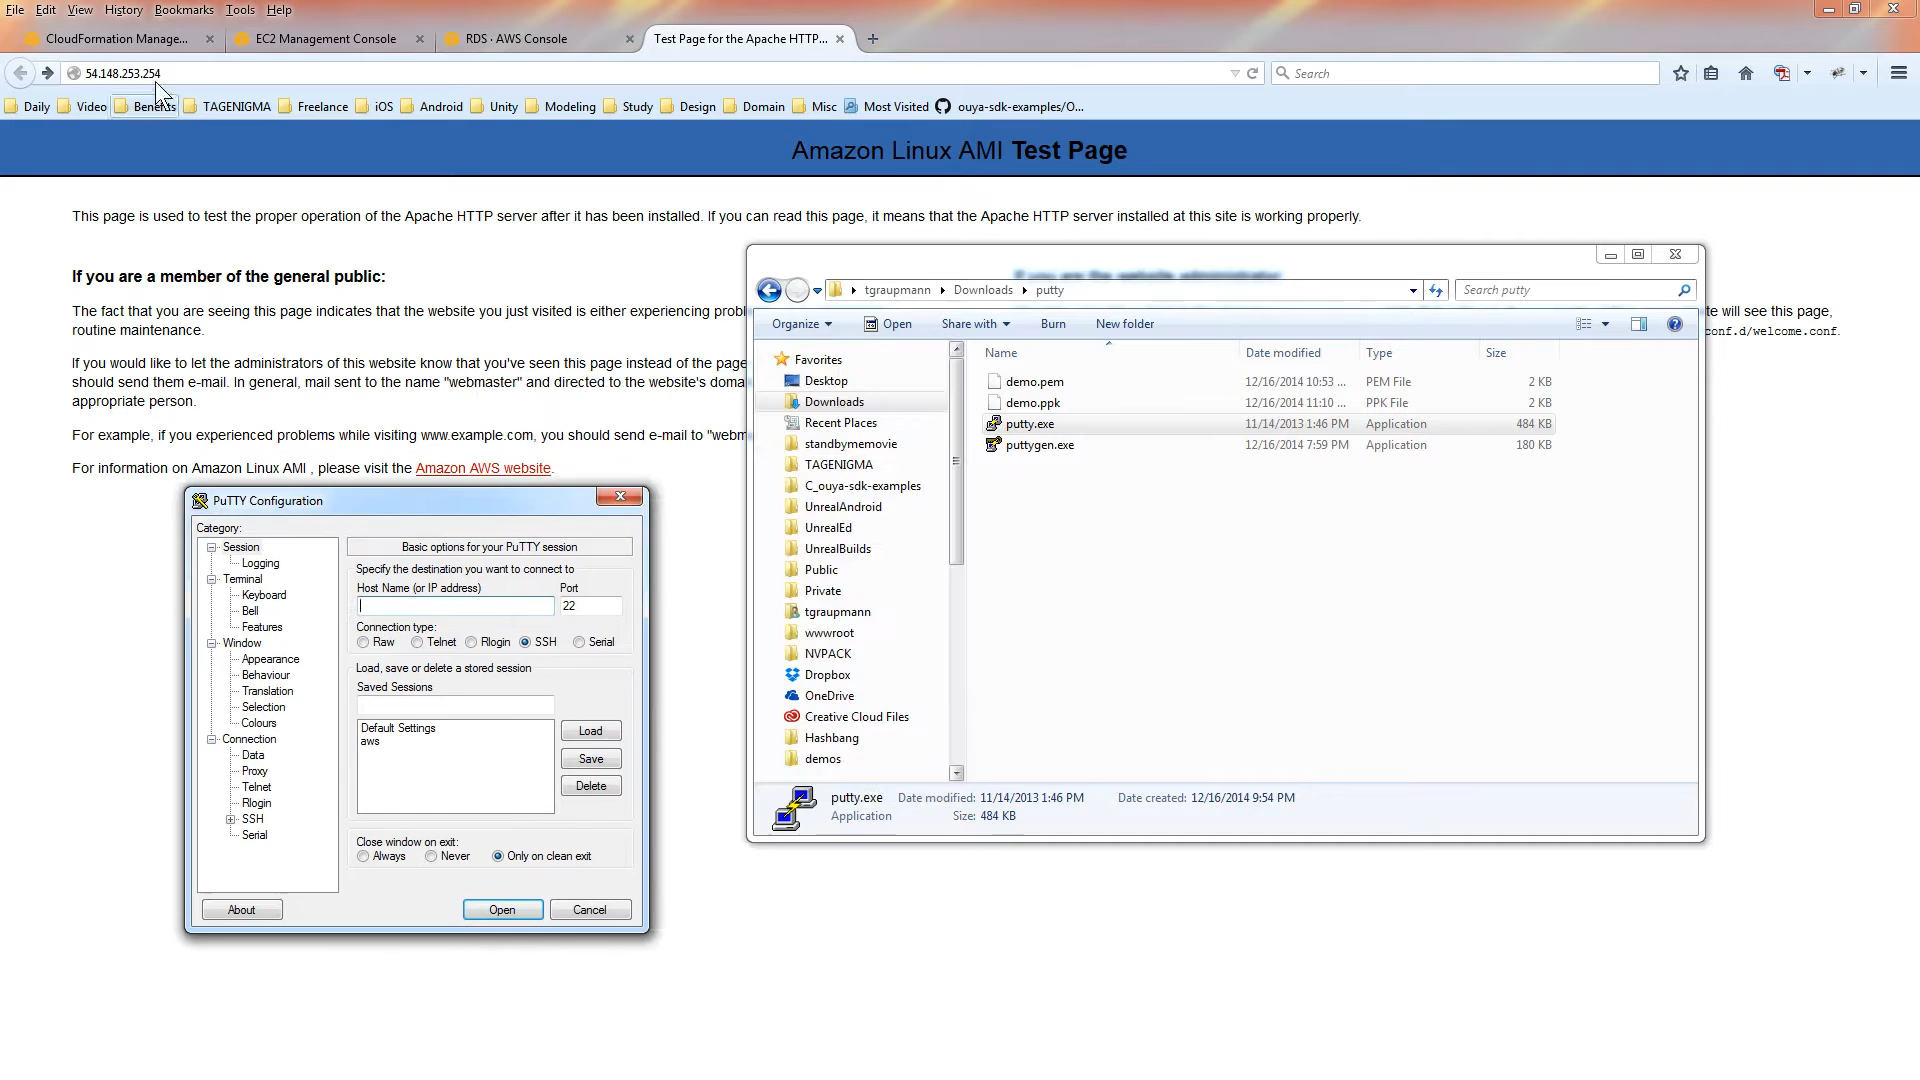 File Edit View History Bookmarks Tools Help
CloudFormation Manage... EC2 Management Console RDS · AWS Console Test Page for the Apache HTTP...
54.148.253.254
Search
Daily Video Benefits TAGENIGMA Freelance iOS Android Unity Modeling Study Design Domain Misc Most Visited ouya-sdk-examples/O...
Amazon Linux AMI Test Page
This page is used to test the proper operation of the Apache HTTP server after it has been installed. If you can read this page, it means that the Apache HTTP server installed at this site is working properly.
If you are a member of the general public:
If you are the website administrator:
The fact that you are seeing this page indicates that the website you just visited is either experiencing
routine maintenance.
te will see this page,
conf.d/welcome.conf.
If you would like to let the administrators of this website know that you've seen this page instead of the page
should send them e-mail. In general, mail sent to the name "webmaster" and directed to the website's
appropriate person.
For example, if you experienced problems while visiting www.example.com, you should send e-mail to
For information on Amazon Linux AMI , please visit the Amazon AWS website.
PuTTY Configuration
Category:
Session
Logging
Terminal
Keyboard
Bell
Features
Window
Appearance
Behaviour
Translation
Selection
Colours
Connection
Data
Proxy
Telnet
Rlogin
SSH
Serial
Basic options for your PuTTY session
Specify the destination you want to connect to
Host Name (or IP address) Port
22
Connection type:
Raw Telnet Rlogin SSH Serial
Load, save or delete a stored session
Saved Sessions
Default Settings
aws
Load
Save
Delete
Close window on exit:
Always Never Only on clean exit
About Open Cancel
tgraupmann Downloads putty
Search putty
Organize Open Share with Burn New folder
Favorites
Desktop
Downloads
Recent Places
standbymemovie
TAGENIGMA
C_ouya-sdk-examples
UnrealAndroid
UnrealEd
UnrealBuilds
Public
Private
tgraupmann
wwwroot
NVPACK
Dropbox
OneDrive
Creative Cloud Files
Hashbang
demos
Name Date modified Type Size
demo.pem 12/16/2014 10:53 ... PEM File 2 KB
demo.ppk 12/16/2014 11:10 ... PPK File 2 KB
putty.exe 11/14/2013 1:46 PM Application 484 KB
puttygen.exe 12/16/2014 7:59 PM Application 180 KB
putty.exe Date modified: 11/14/2013 1:46 PM Date created: 12/16/2014 9:54 PM
Application Size: 484 KB